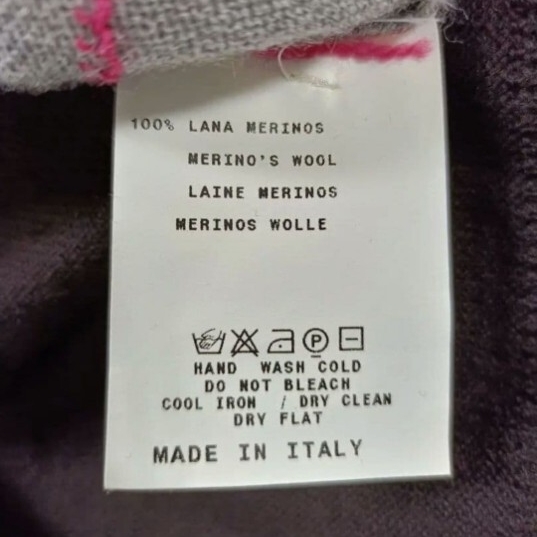 100% LANA MERINOS
MERINO'S WOOL
LAINE MERINOS
MERINOS WOLLE
P
HAND WASH COLD
DO NOT BLEACH
COOL IRON / DRY CLEAN
DRY FLAT
MADE IN ITALY